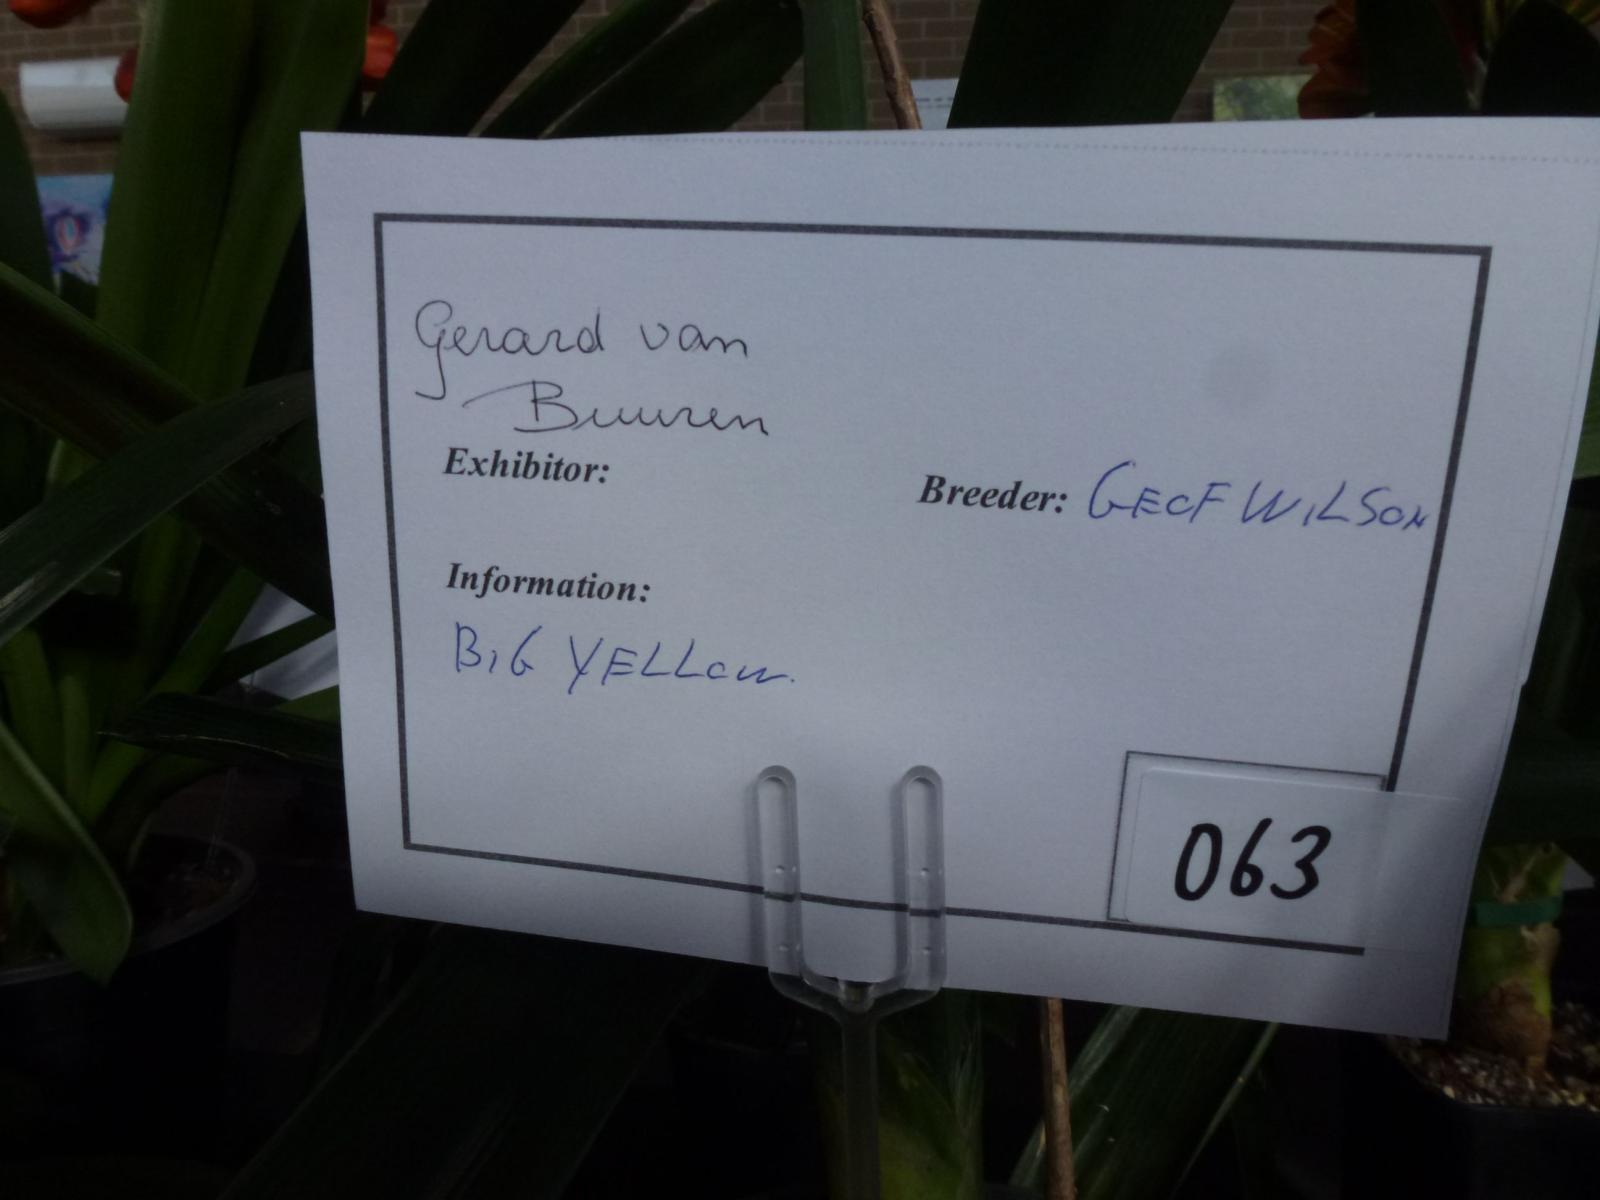 Gerard van
Buuren
Exhibitor:
Breeder: GEOF WILSON
Information:
BIG YELLOW.
063